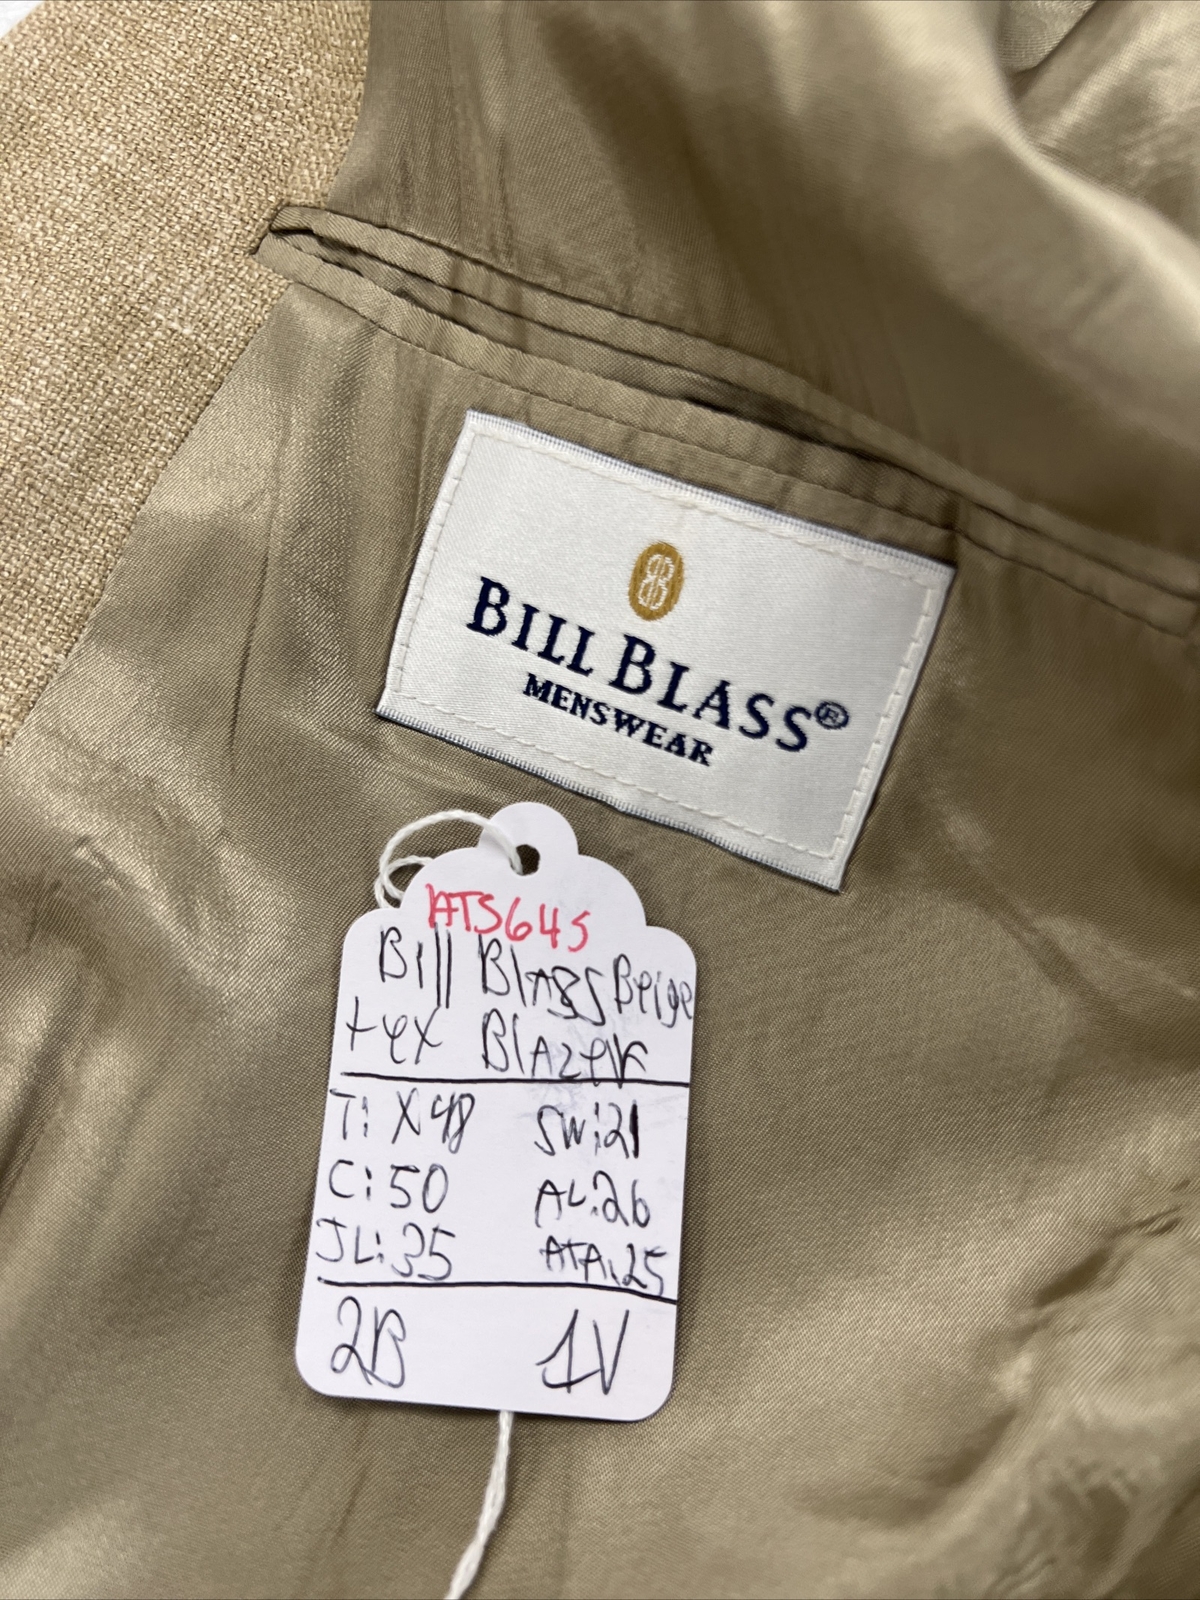 BILL BLASS®
MENSWEAR
ATS645
Bill BlASS Beige
tex BlAzeR
T: X48 SW:21
C:50 AL:26
JL:35 ATA:25
2B 1V